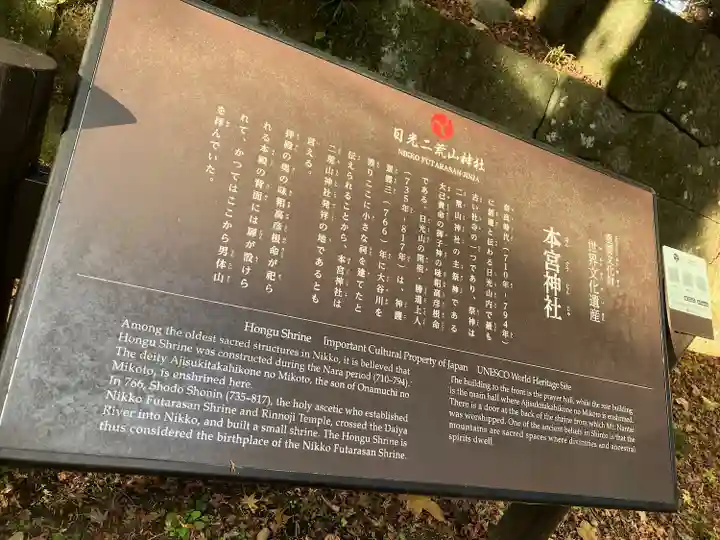 日光二荒山神社
NIKKO FUTARASAN-JINJA
重要文化財
世界文化遺産
本宮神社
奈良時代(710年-794年)
に創建と伝わる日光山内で最も
古い社寺の一つであり、祭神は
二荒山神社の主祭神である
大己貴命の御子神の味耜高彦根命
である。日光山の開祖、勝道上人
(735年-817年)は、神護
景雲三(766)年に大谷川を
渡りここに小さな祠を建てたと
伝えられることから、本宮神社は
二荒山神社発祥の地であるとも
言える。
拝殿の奥の味耜高彦根命が祀ら
れる本殿の背面には扉が設けら
れて、かつてはここから男体山
を拝んでいた。
Hongu Shrine Important Cultural Property of Japan UNESCO World Heritage Site
Among the oldest sacred structures in Nikko, it is believed that
Hongu Shrine was constructed during the Nara period (710–794).
The deity Ajisukitakahikone no Mikoto, the son of Onamuchi no
Mikoto, is enshrined here.
In 766, Shodo Shonin (735–817), the holy ascetic who established
Nikko Futarasan Shrine and Rinnoji Temple, crossed the Daiya
River into Nikko, and built a small shrine. The Hongu Shrine is
thus considered the birthplace of the Nikko Futarasan Shrine.
The building to the front is the prayer hall, while the rear building
is the main hall where Ajisukitakahikone no Mikoto is enshrined.
There is a door at the back of the shrine from which Mt. Nantai
was worshipped. One of the ancient beliefs in Shinto is that the
mountains are sacred spaces where divinities and ancestral
spirits dwell.